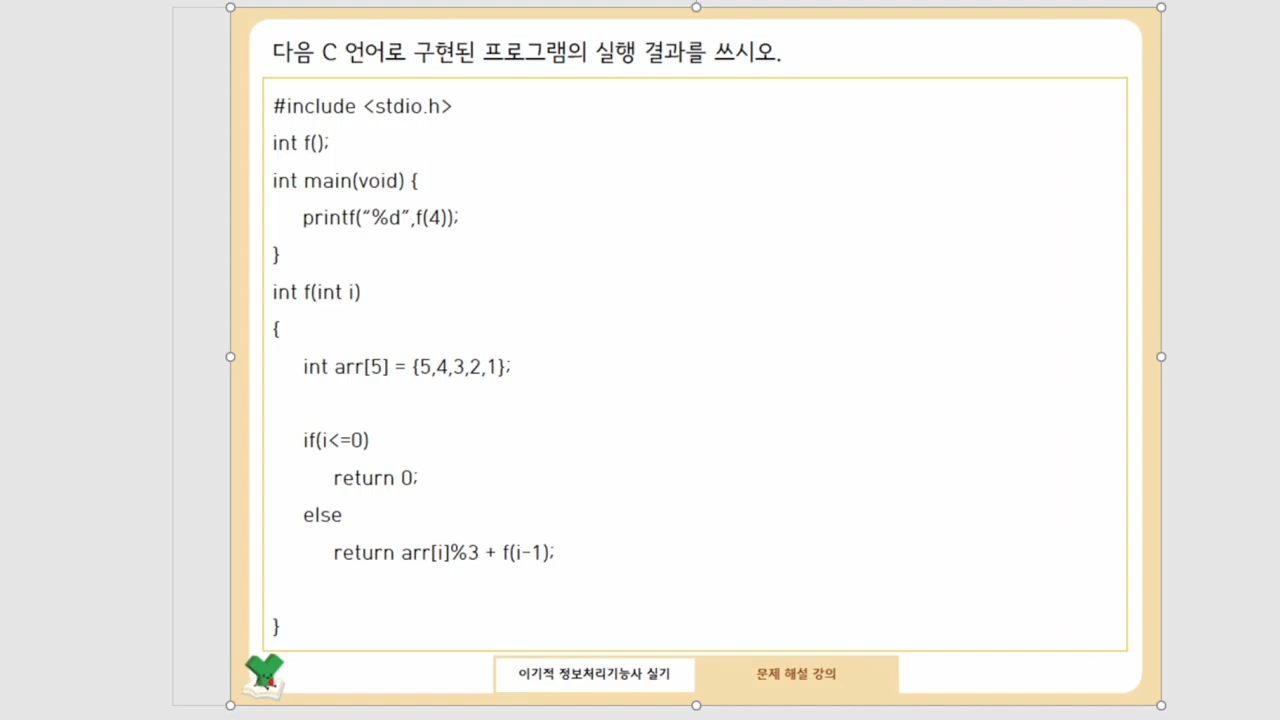 다음 C 언어로 구현된 프로그램의 실행 결과를 쓰시오.
#include <stdio.h>
int f();
int main(void) {
printf(“%d”,f(4));
}
int f(int i)
{
int arr[5] = {5,4,3,2,1};
if(i<=0)
return 0;
else
return arr[i]%3 + f(i-1);
}
이기적 정보처리기능사 실기
문제 해설 강의